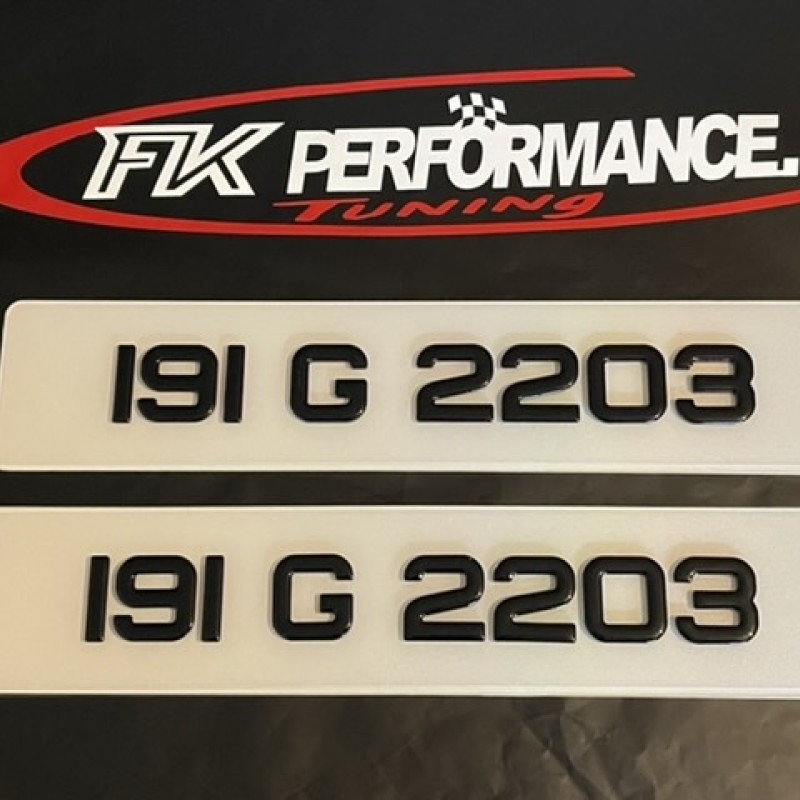 FK PERFORMANCE.
TUNING
191 G 2203
191 G 2203